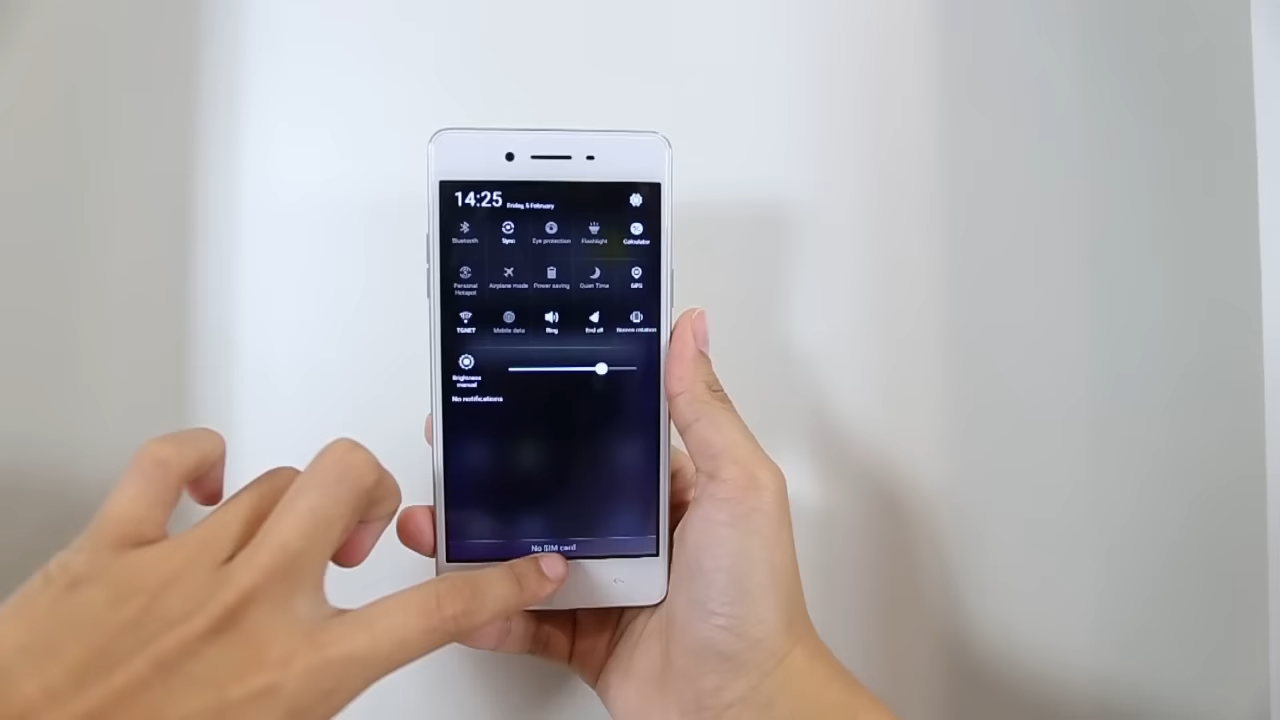 14:25 Friday, 5 February
Bluetooth Sync Eye protection Flashlight Calculator
Personal Hotspot Airplane mode Power saving Quiet Time GPS
TGNET Mobile data Ring End all Screen rotation
Brightness
manual
No notifications
No SIM card